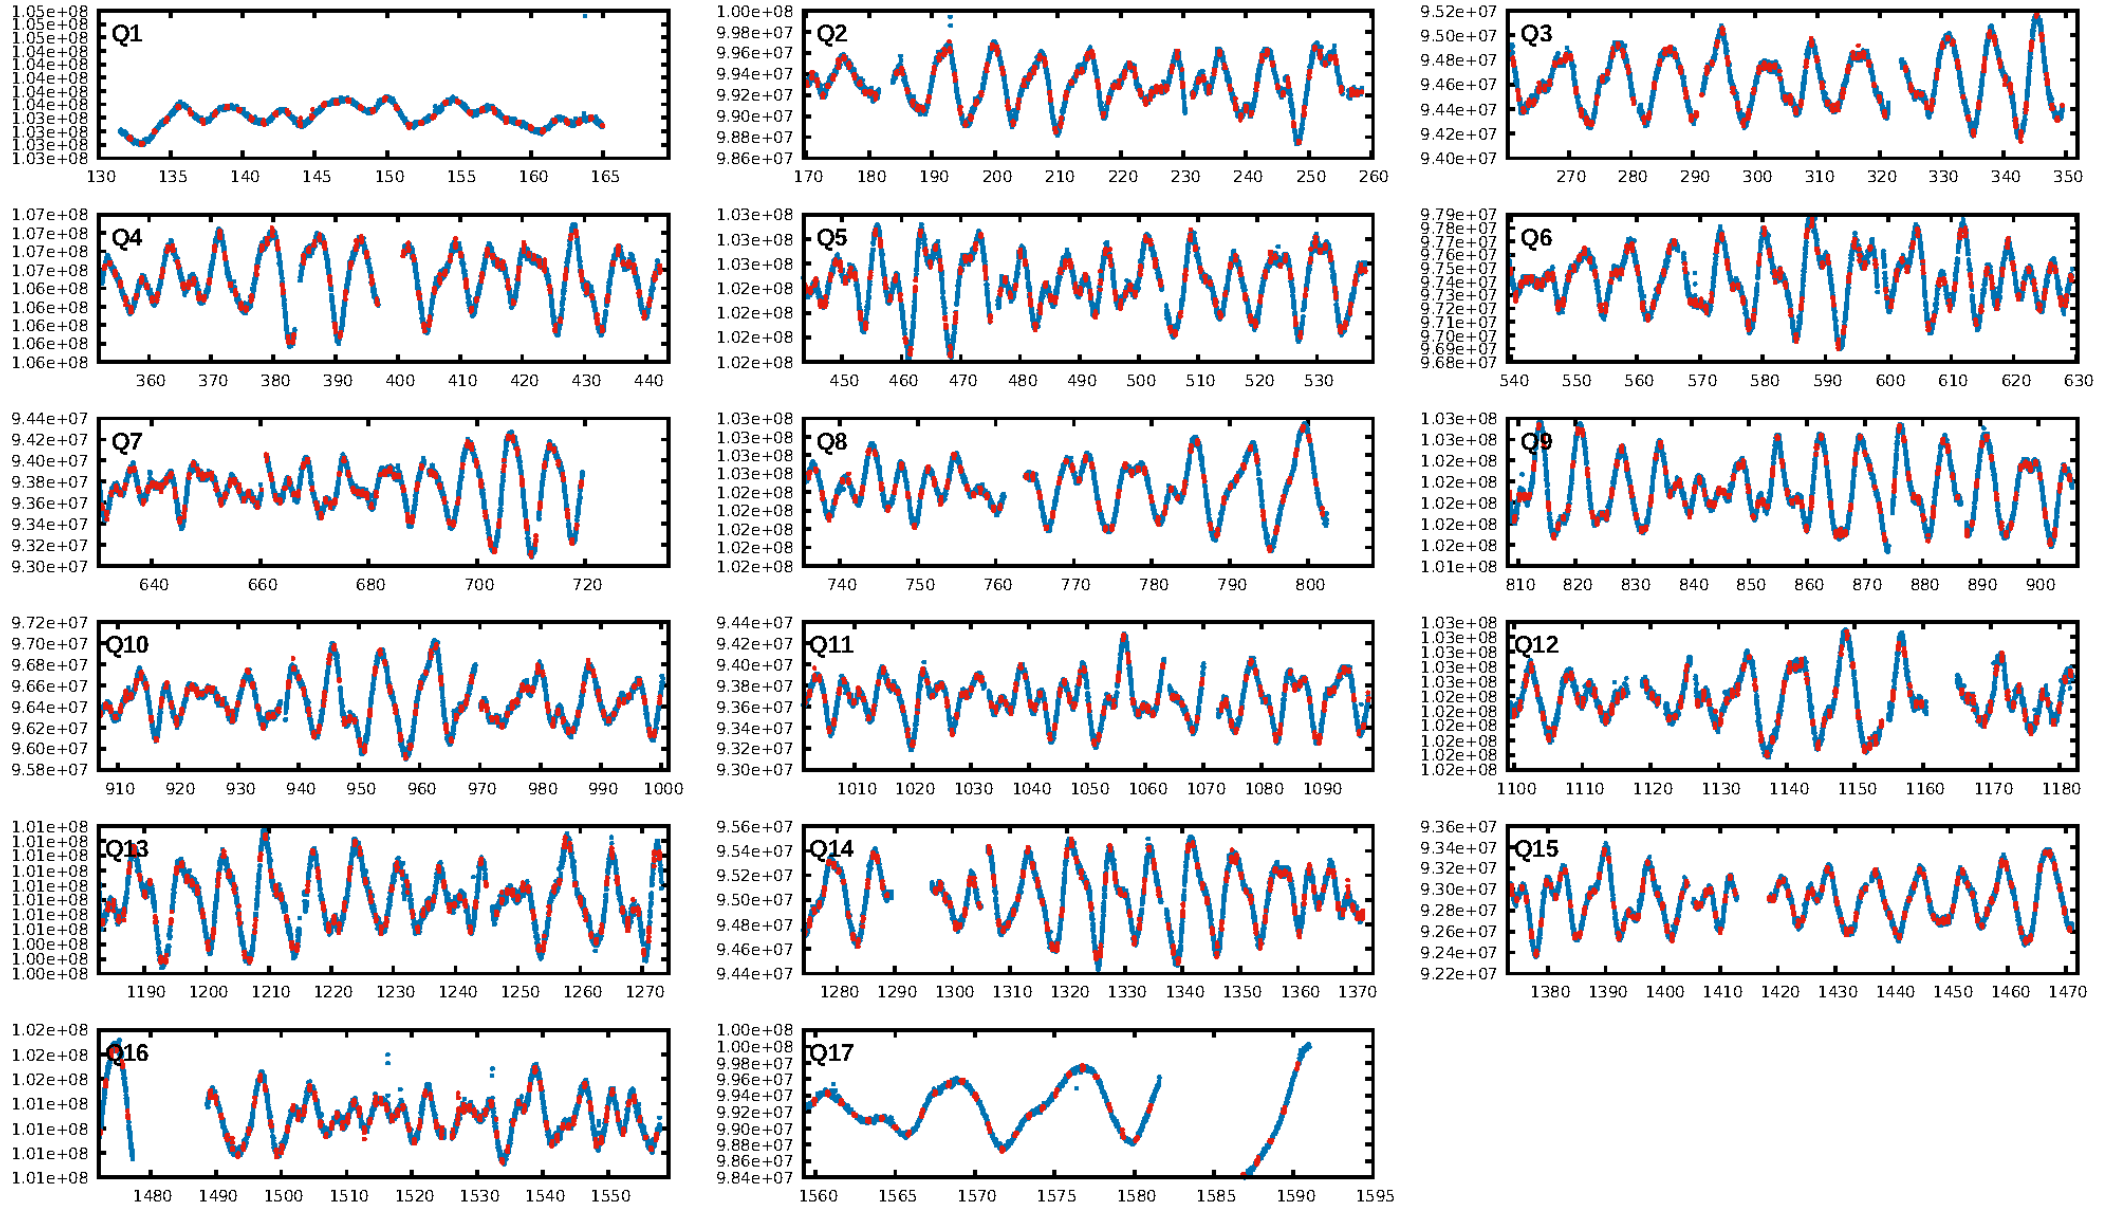 Q1
1.05e+08
1.05e+08
1.05e+08
1.04e+08
1.04e+08
1.04e+08
1.04e+08
1.04e+08
1.03e+08
1.03e+08
1.03e+08
1.03e+08
130 135 140 145 150 155 160 165
Q2
1.00e+08
9.98e+07
9.96e+07
9.94e+07
9.92e+07
9.90e+07
9.88e+07
9.86e+07
170 180 190 200 210 220 230 240 250 260
Q3
9.52e+07
9.50e+07
9.48e+07
9.46e+07
9.44e+07
9.42e+07
9.40e+07
270 280 290 300 310 320 330 340 350
Q4
1.07e+08
1.07e+08
1.07e+08
1.07e+08
1.06e+08
1.06e+08
1.06e+08
1.06e+08
1.06e+08
360 370 380 390 400 410 420 430 440
Q5
1.03e+08
1.03e+08
1.03e+08
1.02e+08
1.02e+08
1.02e+08
1.02e+08
450 460 470 480 490 500 510 520 530
Q6
9.79e+07
9.78e+07
9.77e+07
9.76e+07
9.75e+07
9.74e+07
9.73e+07
9.72e+07
9.71e+07
9.70e+07
9.69e+07
9.68e+07
540 550 560 570 580 590 600 610 620 630
Q7
9.44e+07
9.42e+07
9.40e+07
9.38e+07
9.36e+07
9.34e+07
9.32e+07
9.30e+07
640 660 680 700 720
Q8
1.03e+08
1.03e+08
1.03e+08
1.03e+08
1.02e+08
1.02e+08
1.02e+08
1.02e+08
1.02e+08
740 750 760 770 780 790 800
Q9
1.03e+08
1.03e+08
1.02e+08
1.02e+08
1.02e+08
1.02e+08
1.02e+08
1.01e+08
810 820 830 840 850 860 870 880 890 900
Q10
9.72e+07
9.70e+07
9.68e+07
9.66e+07
9.64e+07
9.62e+07
9.60e+07
9.58e+07
910 920 930 940 950 960 970 980 990 1000
Q11
9.44e+07
9.42e+07
9.40e+07
9.38e+07
9.36e+07
9.34e+07
9.32e+07
9.30e+07
1010 1020 1030 1040 1050 1060 1070 1080 1090
Q12
1.03e+08
1.03e+08
1.03e+08
1.03e+08
1.03e+08
1.02e+08
1.02e+08
1.02e+08
1.02e+08
1.02e+08
1.02e+08
1100 1110 1120 1130 1140 1150 1160 1170 1180
Q13
1.01e+08
1.01e+08
1.01e+08
1.01e+08
1.01e+08
1.01e+08
1.01e+08
1.01e+08
1.00e+08
1.00e+08
1.00e+08
1190 1200 1210 1220 1230 1240 1250 1260 1270
Q14
9.56e+07
9.54e+07
9.52e+07
9.50e+07
9.48e+07
9.46e+07
9.44e+07
1280 1290 1300 1310 1320 1330 1340 1350 1360 1370
Q15
9.36e+07
9.34e+07
9.32e+07
9.30e+07
9.28e+07
9.26e+07
9.24e+07
9.22e+07
1380 1390 1400 1410 1420 1430 1440 1450 1460 1470
Q16
1.02e+08
1.02e+08
1.02e+08
1.01e+08
1.01e+08
1.01e+08
1.01e+08
1480 1490 1500 1510 1520 1530 1540 1550
Q17
1.00e+08
1.00e+08
9.98e+07
9.96e+07
9.94e+07
9.92e+07
9.90e+07
9.88e+07
9.86e+07
9.84e+07
1560 1565 1570 1575 1580 1585 1590 1595